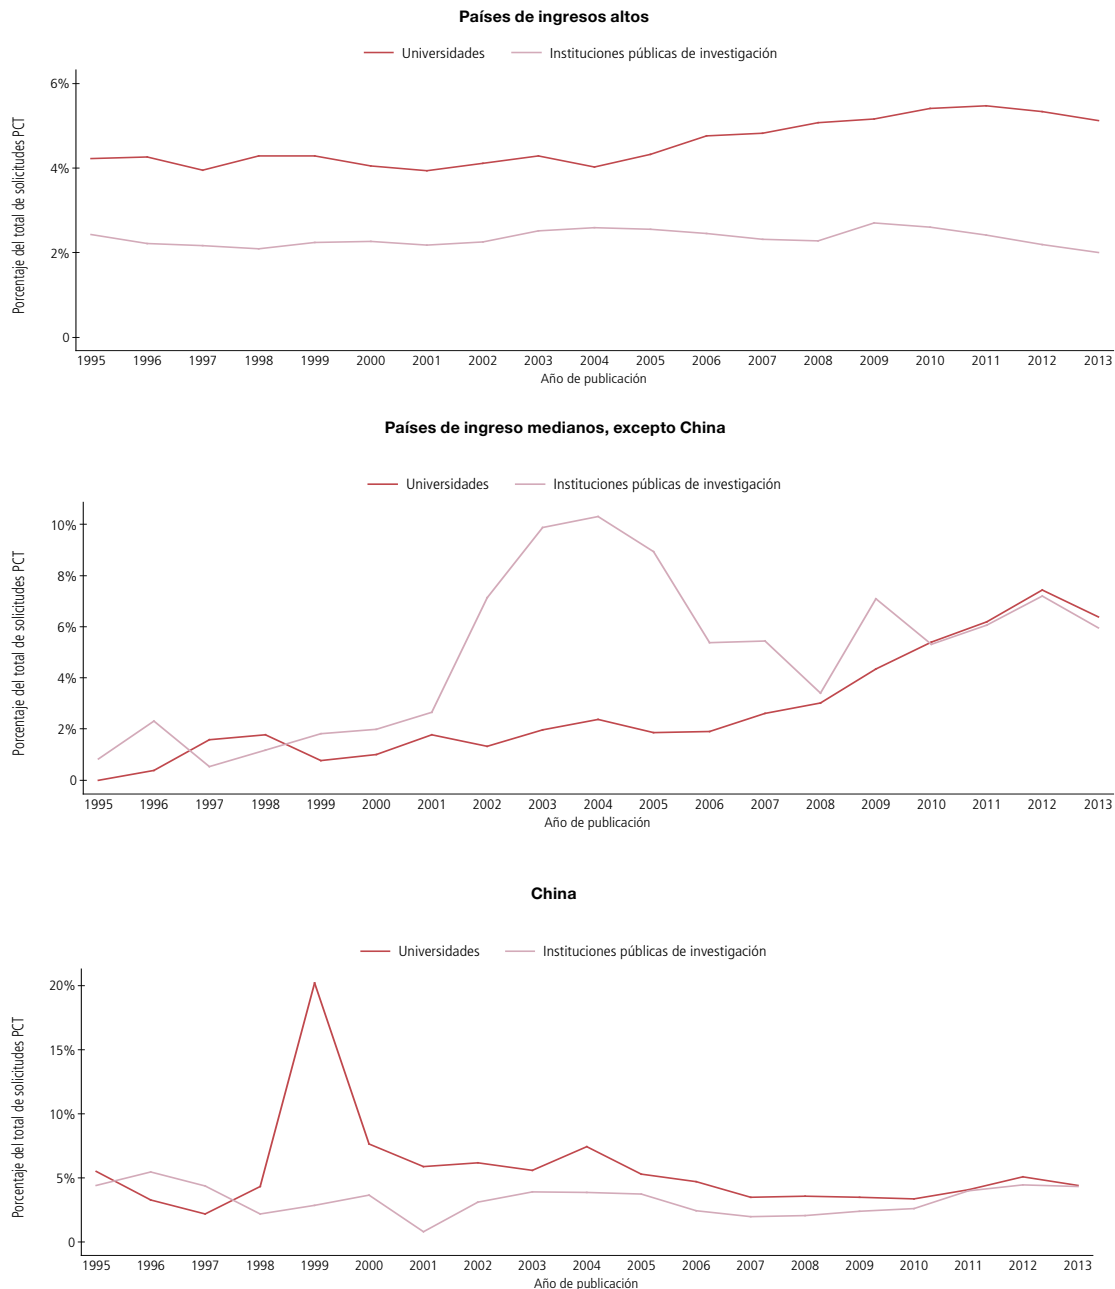 Países de ingresos altos
Universidades Instituciones públicas de investigación
Porcentaje del total de solicitudes PCT
6%
4%
2%
0
1995 1996 1997 1998 1999 2000 2001 2002 2003 2004 2005 2006 2007 2008 2009 2010 2011 2012 2013
Año de publicación
Países de ingreso medianos, excepto China
Universidades Instituciones públicas de investigación
Porcentaje del total de solicitudes PCT
10%
8%
6%
4%
2%
0
1995 1996 1997 1998 1999 2000 2001 2002 2003 2004 2005 2006 2007 2008 2009 2010 2011 2012 2013
Año de publicación
China
Universidades Instituciones públicas de investigación
Porcentaje del total de solicitudes PCT
20%
15%
10%
5%
0
1995 1996 1997 1998 1999 2000 2001 2002 2003 2004 2005 2006 2007 2008 2009 2010 2011 2012 2013
Año de publicación